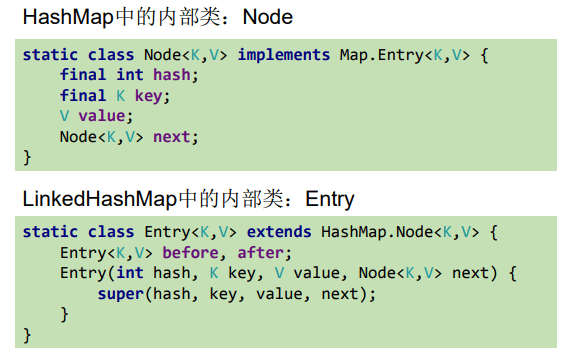 HashMap中的内部类：Node
static class Node<K,V> implements Map.Entry<K,V> {
    final int hash;
    final K key;
    V value;
    Node<K,V> next;
}
LinkedHashMap中的内部类：Entry
static class Entry<K,V> extends HashMap.Node<K,V> {
    Entry<K,V> before, after;
    Entry(int hash, K key, V value, Node<K,V> next) {
        super(hash, key, value, next);
    }
}